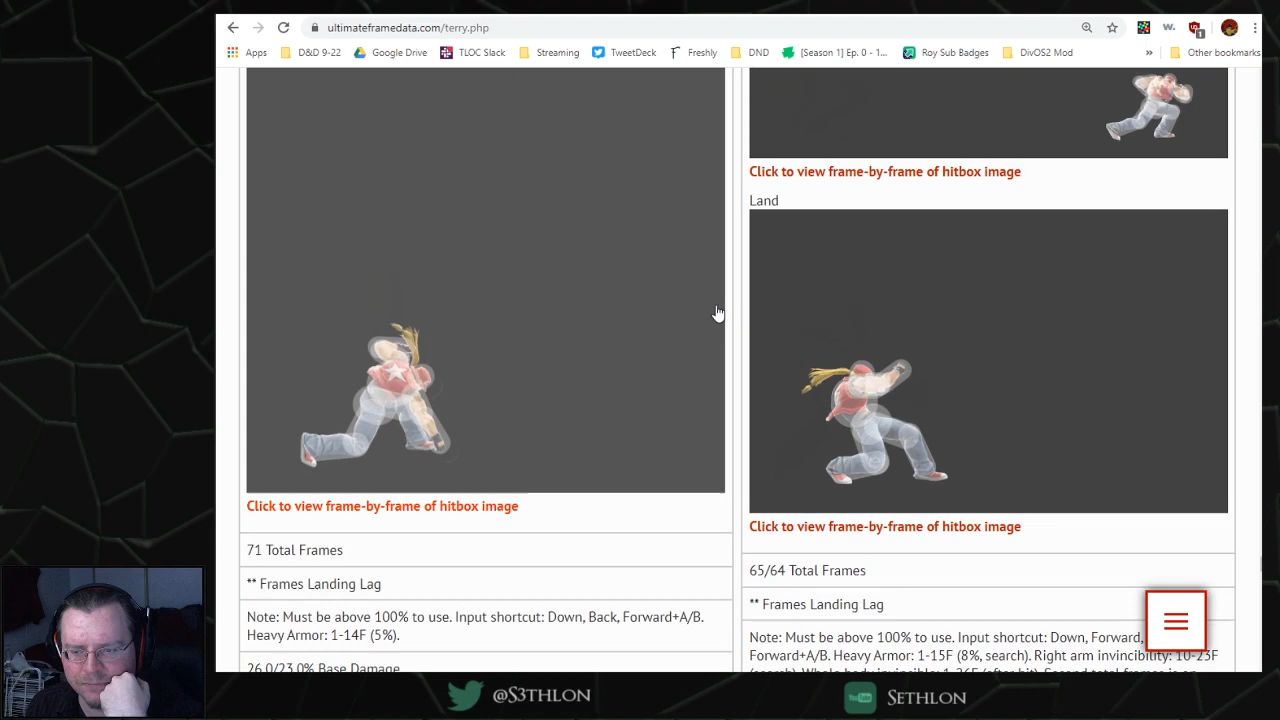 ultimateframedata.com/terry.php
Apps D&D 9-22 Google Drive TLOC Slack Streaming TweetDeck Freshly DND [Season 1] Ep. 0 - 1... Roy Sub Badges DivOS2 Mod » Other bookmarks
Click to view frame-by-frame of hitbox image
Land
Click to view frame-by-frame of hitbox image
71 Total Frames
** Frames Landing Lag
Note: Must be above 100% to use. Input shortcut: Down, Back, Forward+A/B.
Heavy Armor: 1-14F (5%).
26.0/23.0% Base Damage
Click to view frame-by-frame of hitbox image
65/64 Total Frames
** Frames Landing Lag
Note: Must be above 100% to use. Input shortcut: Down, Forward,
Forward+A/B. Heavy Armor: 1-15F (8%, search). Right arm invincibility: 10-23F
@S3THLON
SETHLON